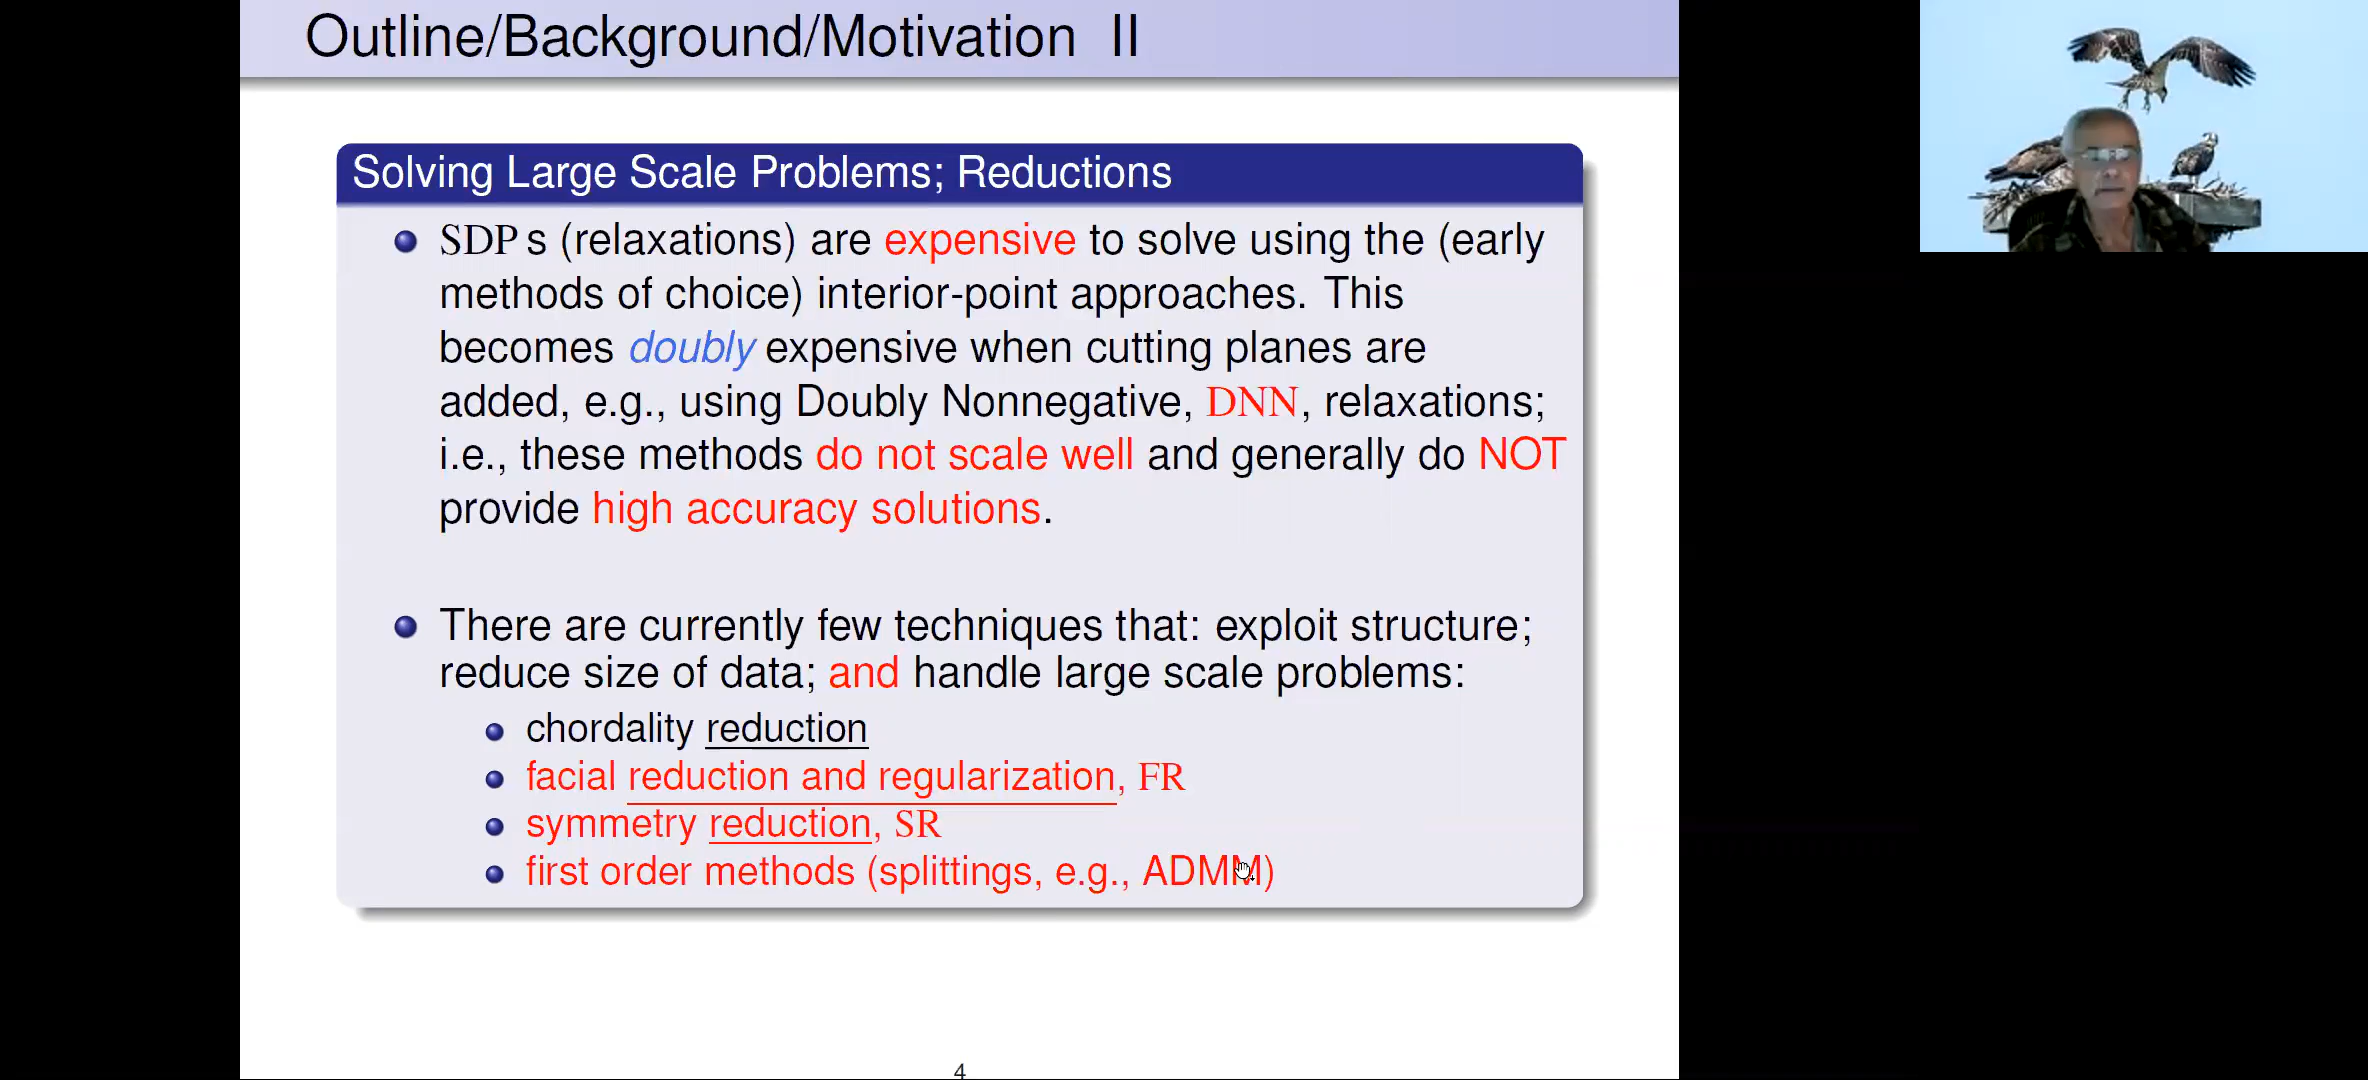 Outline/Background/Motivation II
Solving Large Scale Problems; Reductions
SDP s (relaxations) are expensive to solve using the (early
methods of choice) interior-point approaches. This
becomes doubly expensive when cutting planes are
added, e.g., using Doubly Nonnegative, DNN, relaxations;
i.e., these methods do not scale well and generally do NOT
provide high accuracy solutions.
There are currently few techniques that: exploit structure;
reduce size of data; and handle large scale problems:
chordality reduction
facial reduction and regularization, FR
symmetry reduction, SR
first order methods (splittings, e.g., ADMM)
4